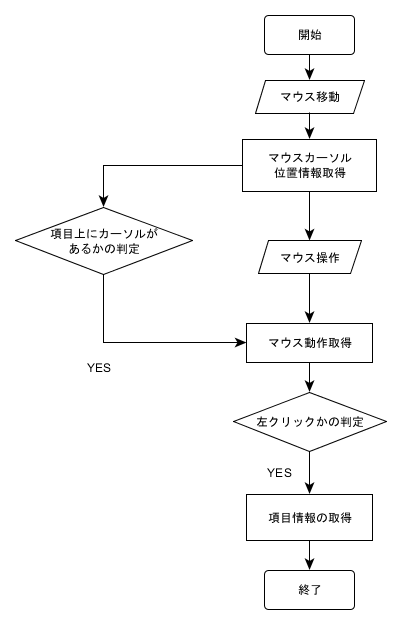 開始
マウス移動
マウスカーソル
位置情報取得
項目上にカーソルが
あるかの判定
マウス操作
マウス動作取得
YES
左クリックかの判定
YES
項目情報の取得
終了